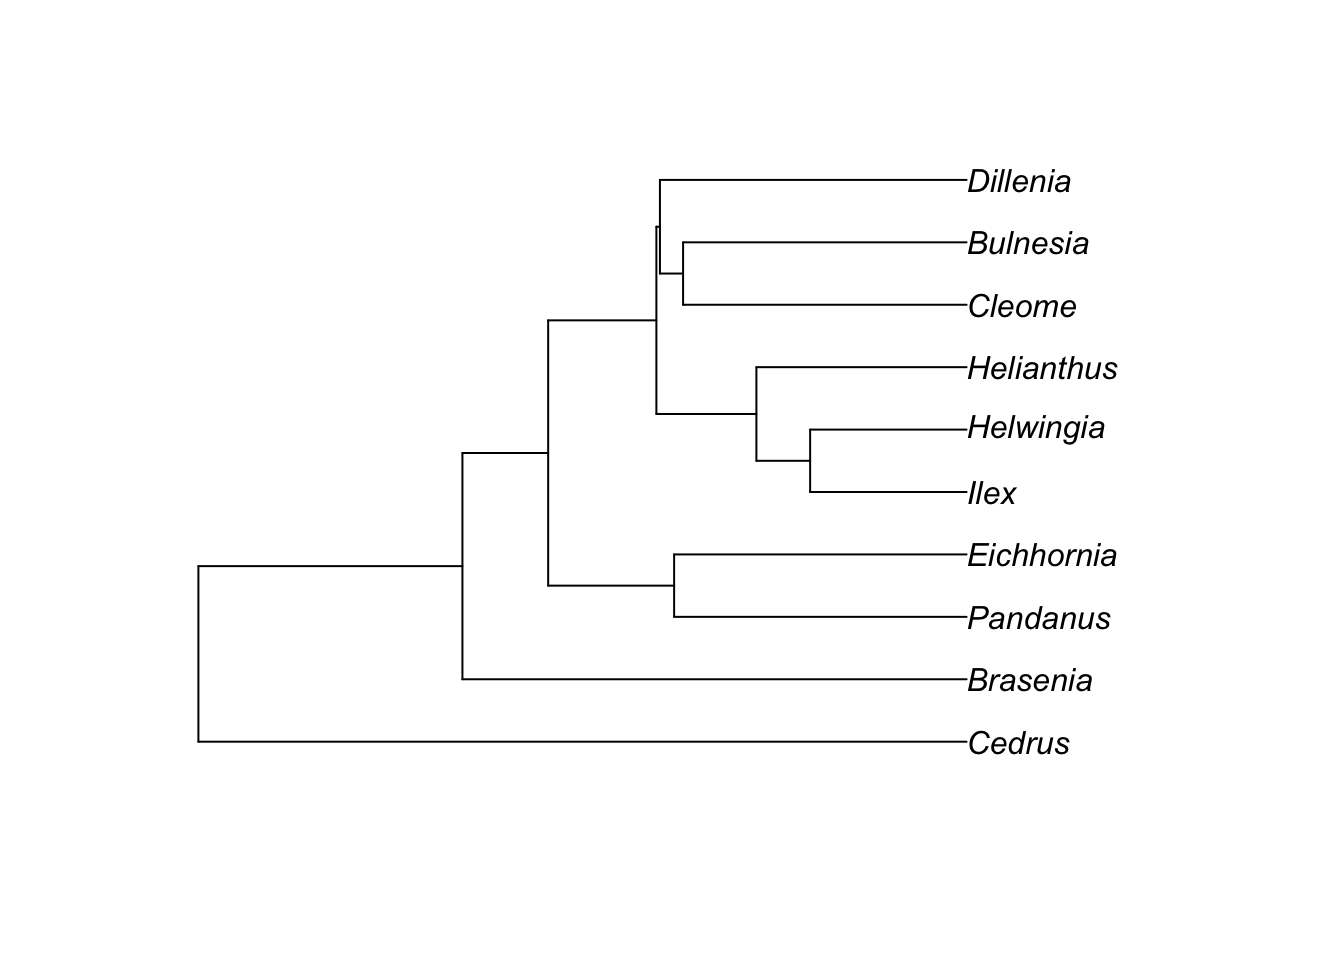 Dillenia
Bulnesia
Cleome
Helianthus
Helwingia
Ilex
Eichhornia
Pandanus
Brasenia
Cedrus